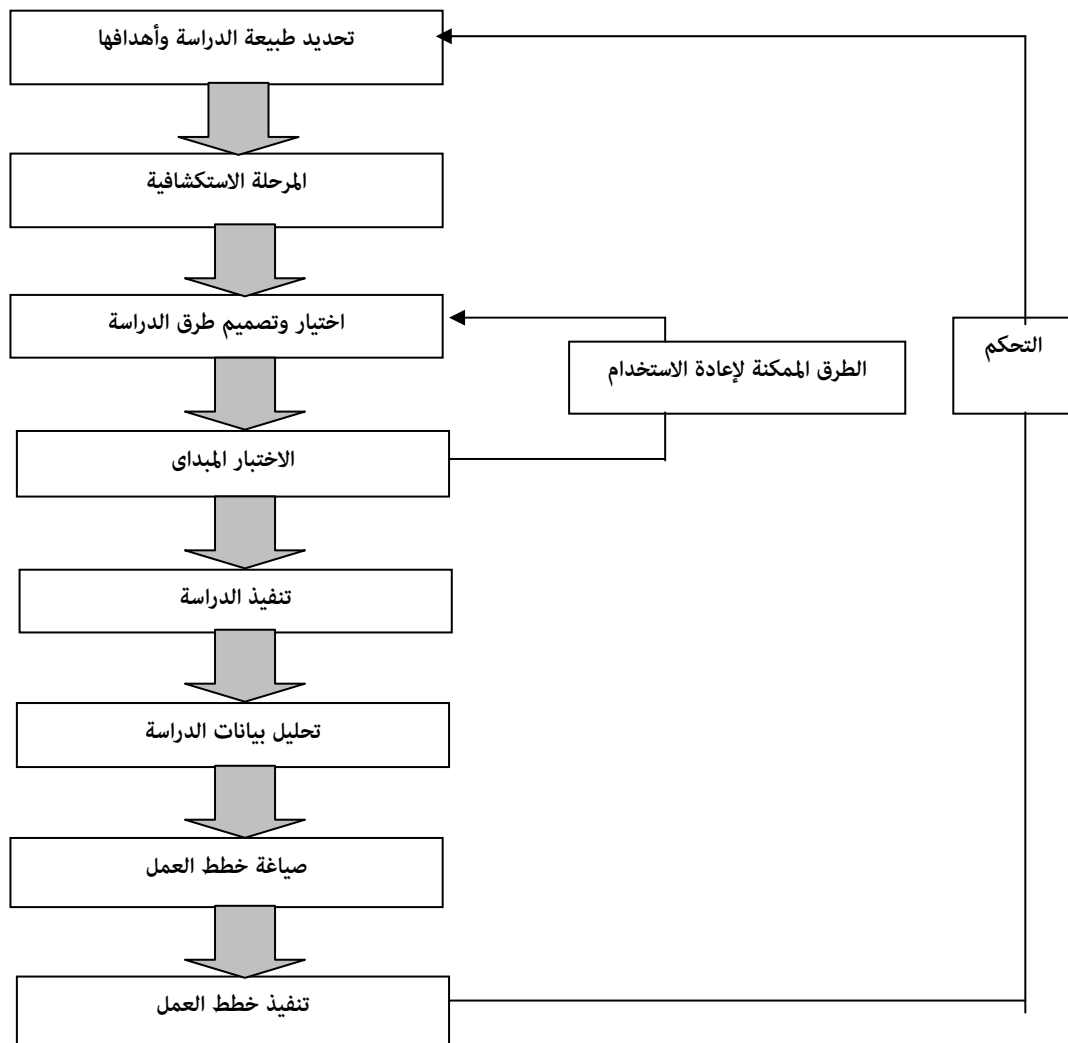 تحديد طبيعة الدراسة وأهدافها
المرحلة الاستكشافية
اختيار وتصميم طرق الدراسة
التحكم
الطرق الممكنة لإعادة الاستخدام
الاختبار المبداى
تنفيذ الدراسة
تحليل بيانات الدراسة
صياغة خطط العمل
تنفيذ خطط العمل